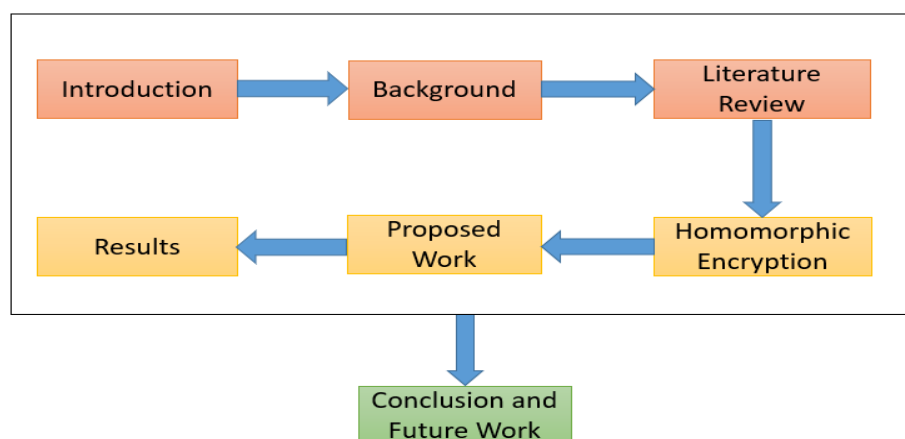 Introduction
Background
Literature
Review
Results
Proposed
Work
Homomorphic
Encryption
Conclusion and
Future Work